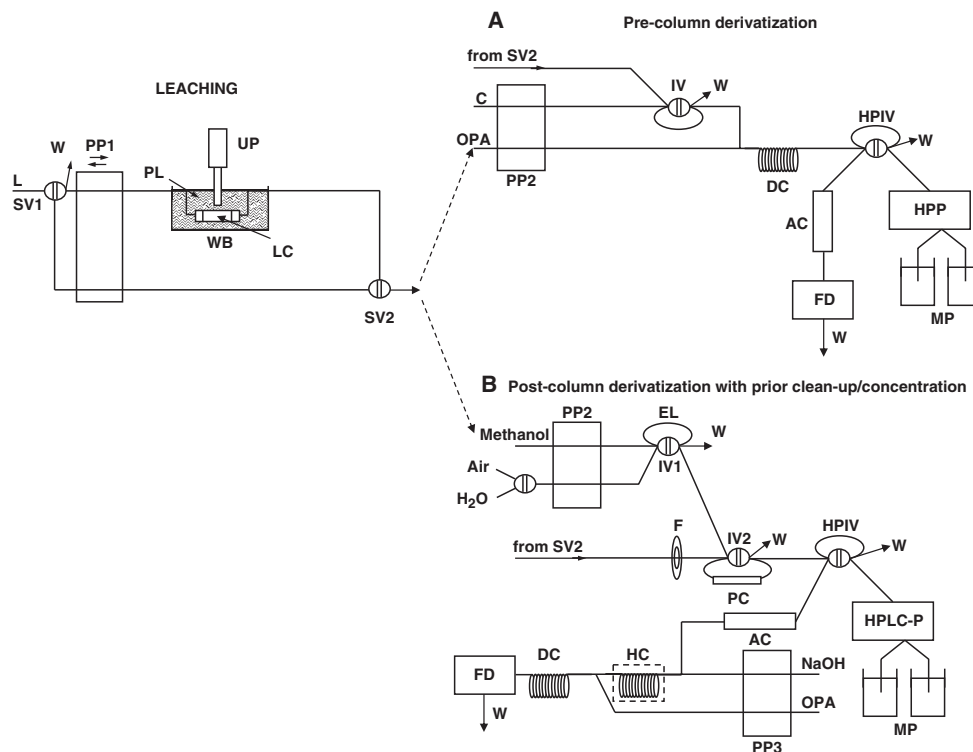 LEACHING
UP
PP1
W
PL
L
SV1
WB
LC
SV2
A
Pre-column derivatization
from SV2
IV
W
C
OPA
HPIV
W
PP2
DC
AC
HPP
FD
MP
W
B
Post-column derivatization with prior clean-up/concentration
PP2
EL
Methanol
W
Air
IV1
H2O
F
IV2
W
HPIV
W
from SV2
PC
AC
HPLC-P
DC
HC
NaOH
FD
OPA
W
MP
PP3